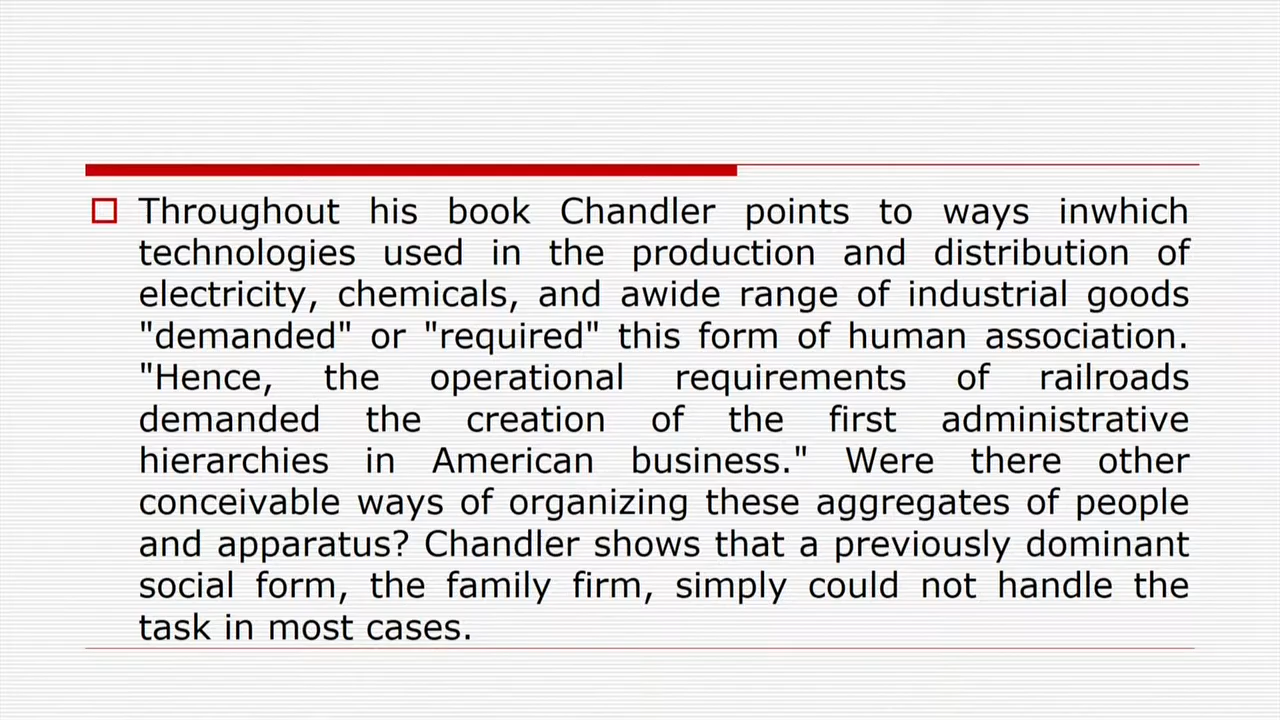 Throughout his book Chandler points to ways inwhich
technologies used in the production and distribution of
electricity, chemicals, and awide range of industrial goods
"demanded" or "required" this form of human association.
"Hence, the operational requirements of railroads
demanded the creation of the first administrative
hierarchies in American business." Were there other
conceivable ways of organizing these aggregates of people
and apparatus? Chandler shows that a previously dominant
social form, the family firm, simply could not handle the
task in most cases.